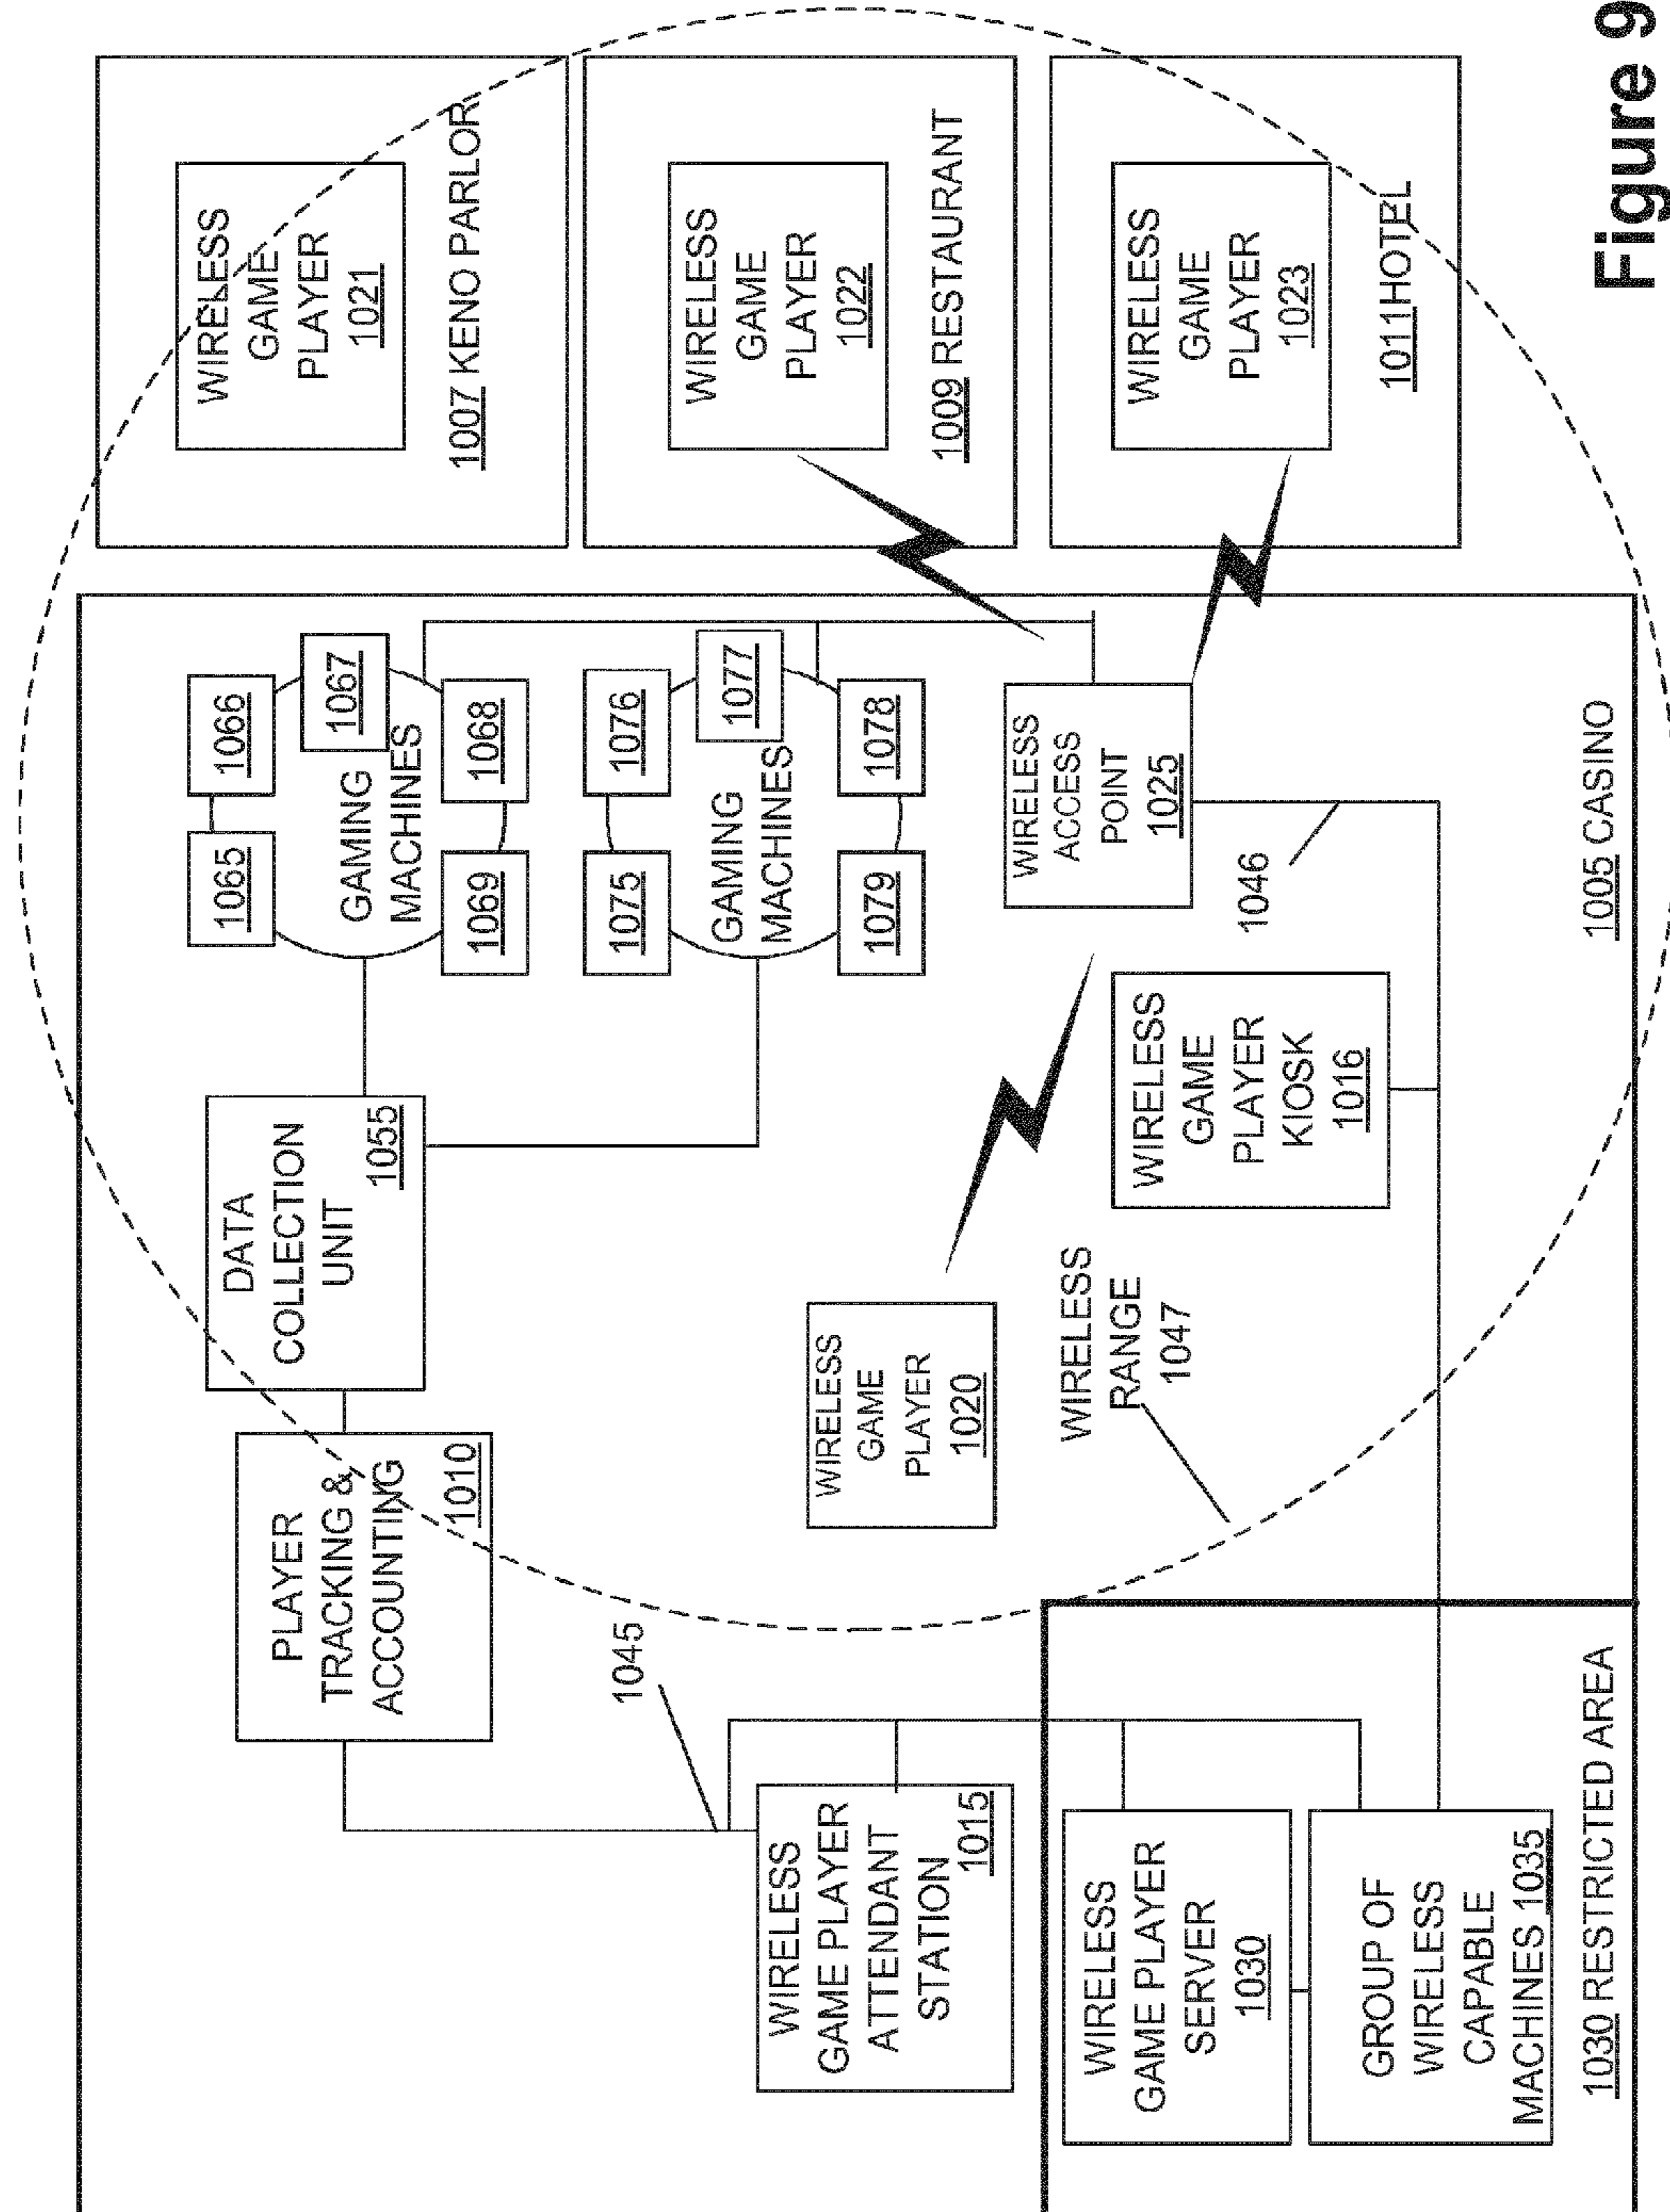 PLAYER
TRACKING &
ACCOUNTING
1010
DATA
COLLECTION
UNIT
1055
1065
1066
1067
1068
1069
GAMING
MACHINES
1075
1076
1077
1078
1079
GAMING
MACHINES
WIRELESS
GAME
PLAYER
1021
1007 KENO PARLOR
WIRELESS
GAME
PLAYER
1022
1009 RESTAURANT
WIRELESS
GAME
PLAYER
1023
1011HOTEL
1045
WIRELESS
GAME PLAYER
ATTENDANT
STATION
1015
WIRELESS
GAME
PLAYER
1020
WIRELESS
RANGE
1047
WIRELESS
ACCESS
POINT
1025
1046
WIRELESS
GAME
PLAYER
KIOSK
1016
WIRELESS
GAME PLAYER
SERVER
1030
GROUP OF
WIRELESS
CAPABLE
MACHINES 1035
1030 RESTRICTED AREA
1005 CASINO
Figure 9